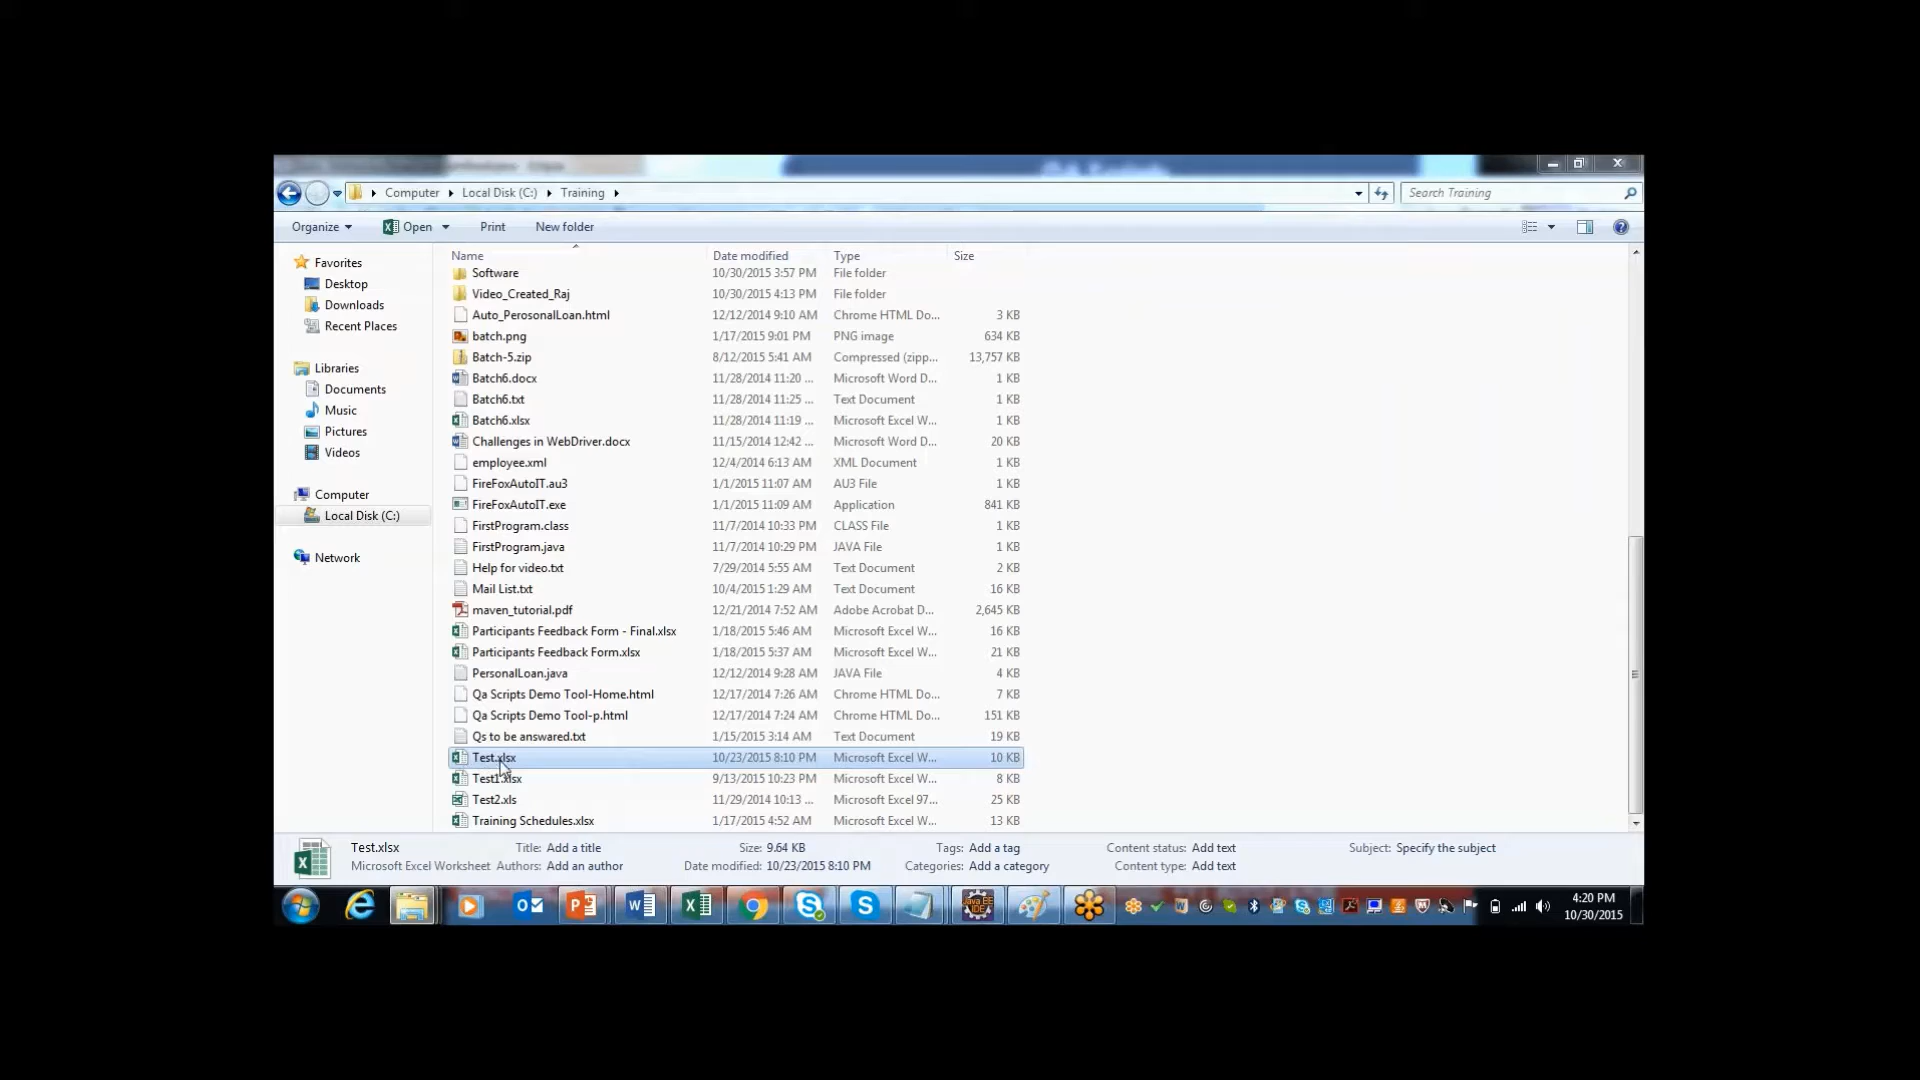 Computer Local Disk (C:) Training Search Training
Organize Open Print New folder
Name Date modified Type Size
Favorites
Desktop
Downloads
Recent Places
Libraries
Documents
Music
Pictures
Videos
Computer
Local Disk (C:)
Network
Software 10/30/2015 3:57 PM File folder
Video_Created_Raj 10/30/2015 4:13 PM File folder
Auto_PerosonalLoan.html 12/12/2014 9:10 AM Chrome HTML Do... 3 KB
batch.png 1/17/2015 9:01 PM PNG image 634 KB
Batch-5.zip 8/12/2015 5:41 AM Compressed (zipp... 13,757 KB
Batch6.docx 11/28/2014 11:20 ... Microsoft Word D... 1 KB
Batch6.txt 11/28/2014 11:25 ... Text Document 1 KB
Batch6.xlsx 11/28/2014 11:19 ... Microsoft Excel W... 1 KB
Challenges in WebDriver.docx 11/15/2014 12:42 ... Microsoft Word D... 20 KB
employee.xml 12/4/2014 6:13 AM XML Document 1 KB
FireFoxAutoIT.au3 1/1/2015 11:07 AM AU3 File 1 KB
FireFoxAutoIT.exe 1/1/2015 11:09 AM Application 841 KB
FirstProgram.class 11/7/2014 10:33 PM CLASS File 1 KB
FirstProgram.java 11/7/2014 10:29 PM JAVA File 1 KB
Help for video.txt 7/29/2014 5:55 AM Text Document 2 KB
Mail List.txt 10/4/2015 1:29 AM Text Document 16 KB
maven_tutorial.pdf 12/21/2014 7:52 AM Adobe Acrobat D... 2,645 KB
Participants Feedback Form - Final.xlsx 1/18/2015 5:46 AM Microsoft Excel W... 16 KB
Participants Feedback Form.xlsx 1/18/2015 5:37 AM Microsoft Excel W... 21 KB
PersonalLoan.java 12/12/2014 9:28 AM JAVA File 4 KB
Qa Scripts Demo Tool-Home.html 12/17/2014 7:26 AM Chrome HTML Do... 7 KB
Qa Scripts Demo Tool-p.html 12/17/2014 7:24 AM Chrome HTML Do... 151 KB
Qs to be answared.txt 1/15/2015 3:14 AM Text Document 19 KB
Test.xlsx 10/23/2015 8:10 PM Microsoft Excel W... 10 KB
Test1.xlsx 9/13/2015 10:23 PM Microsoft Excel W... 8 KB
Test2.xls 11/29/2014 10:13 ... Microsoft Excel 97... 25 KB
Training Schedules.xlsx 1/17/2015 4:52 AM Microsoft Excel W... 13 KB
Test.xlsx Title: Add a title Size: 9.64 KB Tags: Add a tag Content status: Add text Subject: Specify the subject
Microsoft Excel Worksheet Authors: Add an author Date modified: 10/23/2015 8:10 PM Categories: Add a category Content type: Add text
Java EE
IDE
4:20 PM
10/30/2015